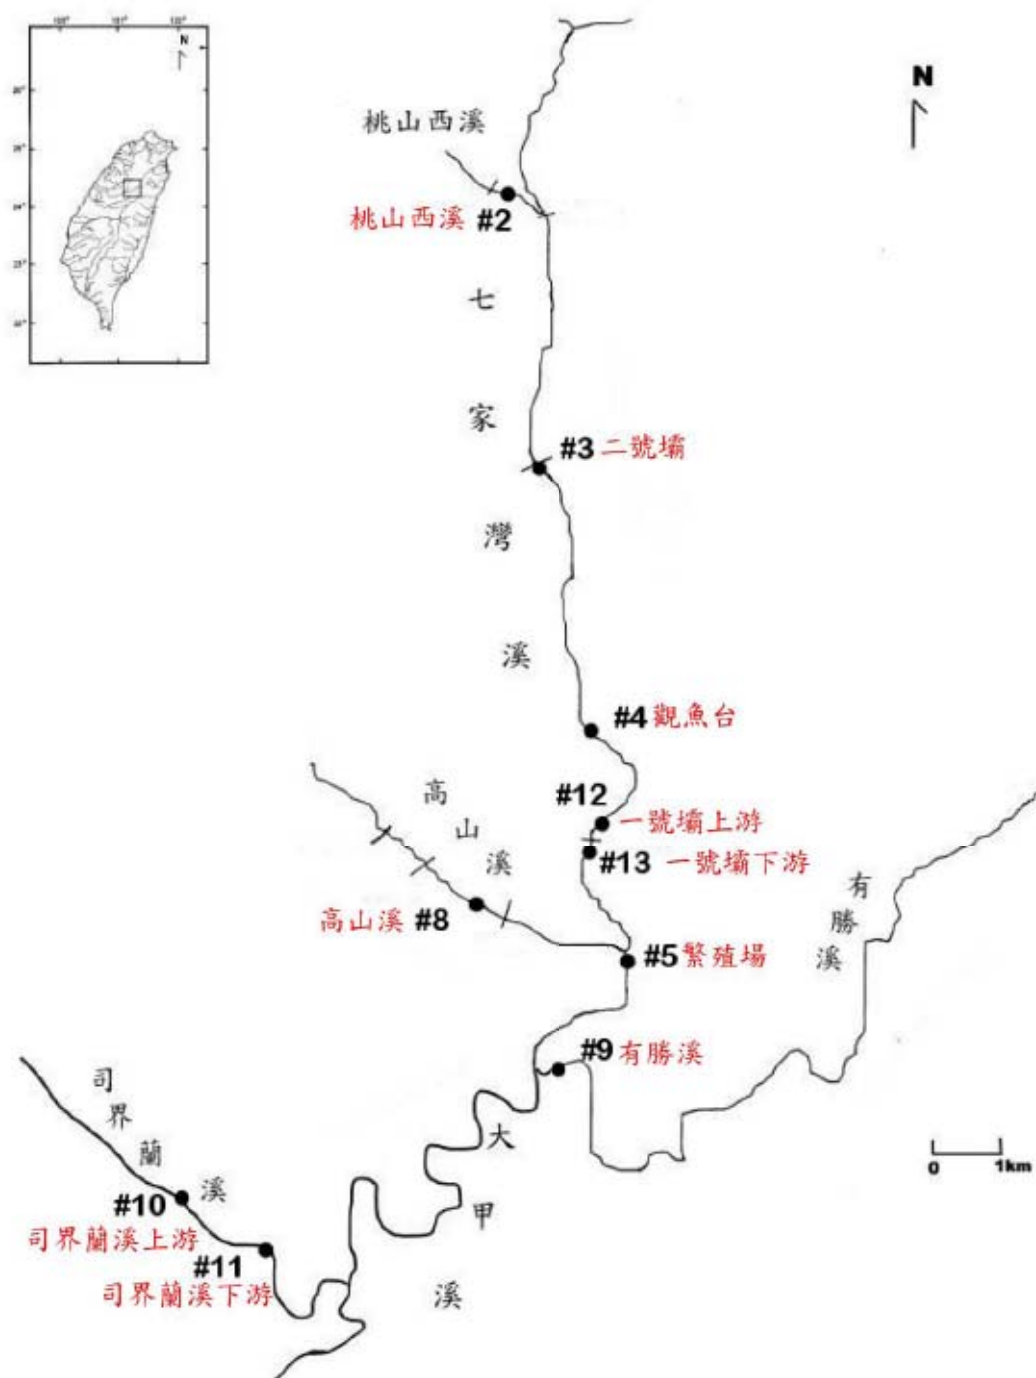 N
N
桃山西溪
桃山西溪 #2
七家灣溪
#3 二號壩
#4 觀魚台
#12
一號壩上游
#13 一號壩下游
高山溪
高山溪 #8
有勝溪
#5 繁殖場
#9 有勝溪
司界蘭溪
大甲溪
#10
司界蘭溪上游
#11
司界蘭溪下游
0 1km